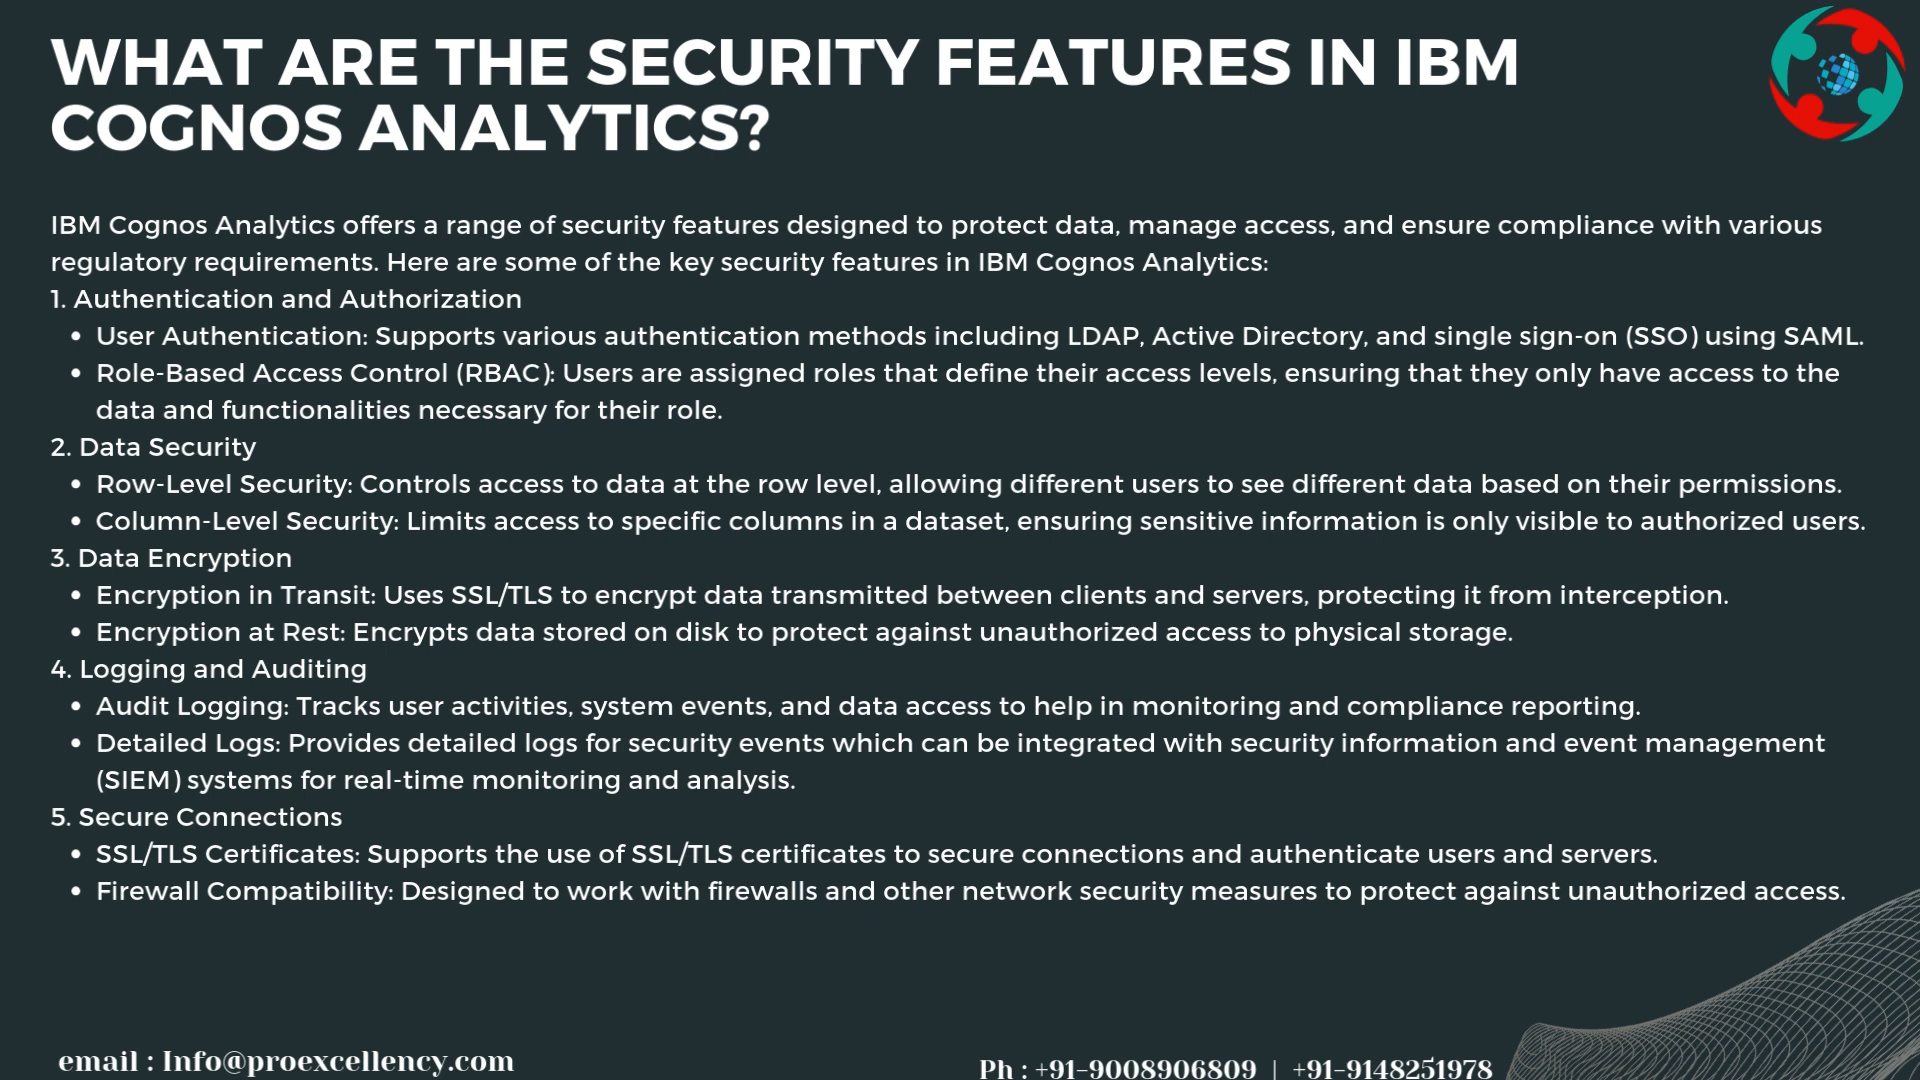 WHAT ARE THE SECURITY FEATURES IN IBM
COGNOS ANALYTICS?
IBM Cognos Analytics offers a range of security features designed to protect data, manage access, and ensure compliance with various
regulatory requirements. Here are some of the key security features in IBM Cognos Analytics:
1. Authentication and Authorization
• User Authentication: Supports various authentication methods including LDAP, Active Directory, and single sign-on (SSO) using SAML.
• Role-Based Access Control (RBAC): Users are assigned roles that define their access levels, ensuring that they only have access to the
data and functionalities necessary for their role.
2. Data Security
• Row-Level Security: Controls access to data at the row level, allowing different users to see different data based on their permissions.
• Column-Level Security: Limits access to specific columns in a dataset, ensuring sensitive information is only visible to authorized users.
3. Data Encryption
• Encryption in Transit: Uses SSL/TLS to encrypt data transmitted between clients and servers, protecting it from interception.
• Encryption at Rest: Encrypts data stored on disk to protect against unauthorized access to physical storage.
4. Logging and Auditing
• Audit Logging: Tracks user activities, system events, and data access to help in monitoring and compliance reporting.
• Detailed Logs: Provides detailed logs for security events which can be integrated with security information and event management
(SIEM) systems for real-time monitoring and analysis.
5. Secure Connections
• SSL/TLS Certificates: Supports the use of SSL/TLS certificates to secure connections and authenticate users and servers.
• Firewall Compatibility: Designed to work with firewalls and other network security measures to protect against unauthorized access.
email : Info@proexcellency.com
Ph : +91-9008906809 | +91-9148251978